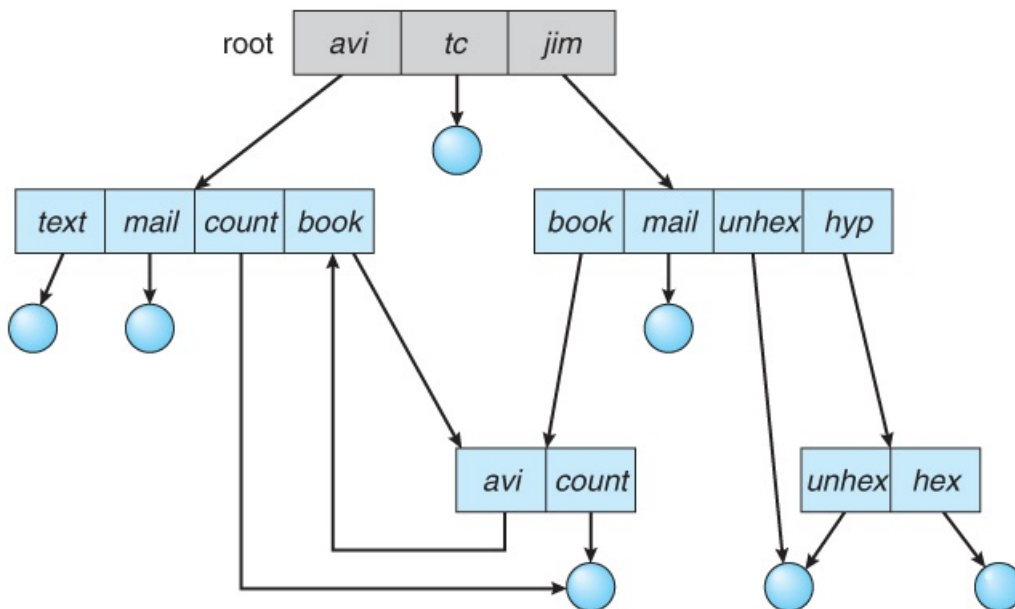 root avi tc jim
text mail count book book mail unhex hyp
avi count unhex hex